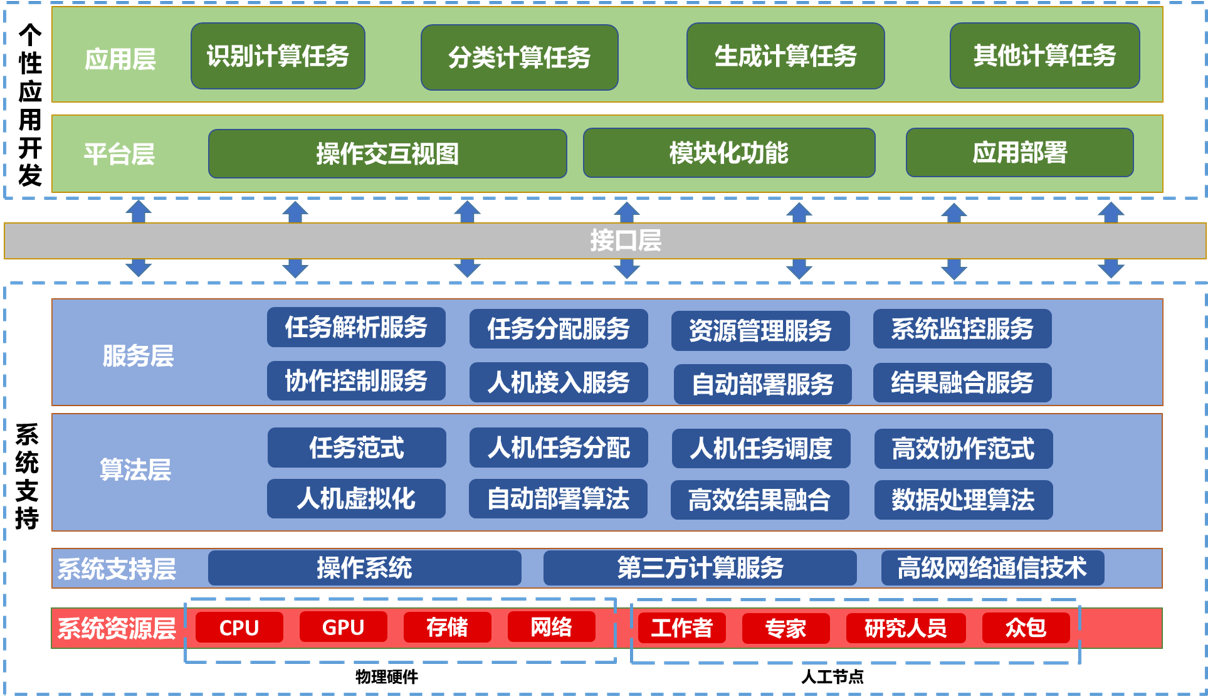 个性应用开发
应用层 识别计算任务 分类计算任务 生成计算任务 其他计算任务
平台层 操作交互视图 模块化功能 应用部署
接口层
系统支持
服务层
任务解析服务 任务分配服务 资源管理服务 系统监控服务
协作控制服务 人机接入服务 自动部署服务 结果融合服务
算法层
任务范式 人机任务分配 人机任务调度 高效协作范式
人机虚拟化 自动部署算法 高效结果融合 数据处理算法
系统支持层 操作系统 第三方计算服务 高级网络通信技术
系统资源层 CPU GPU 存储 网络 工作者 专家 研究人员 众包
物理硬件 人工节点